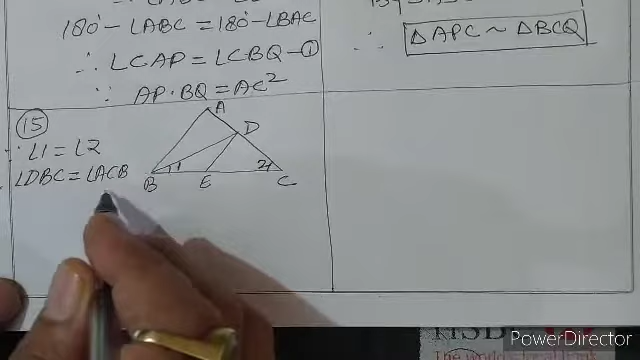 180° - ∠ABC = 180° - ∠BAC
∴ ∠CAP = ∠CBQ - ①
∵ AP · BQ = AC²
∴ △APC ~ △BCQ
15
∵ ∠1 = ∠2
∠DBC = ∠ACB
A
D
B
1
E
2
C
PowerDirector